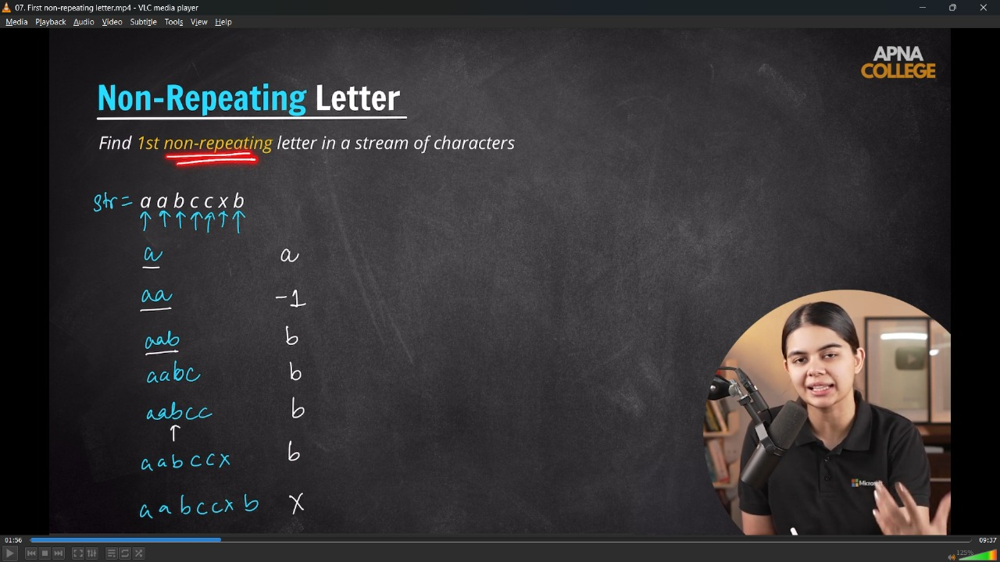 07. First non-repeating letter.mp4 - VLC media player
Media Playback Audio Video Subtitle Tools View Help
APNA
COLLEGE
Non-Repeating Letter
Find 1st non-repeating letter in a stream of characters
str = a a b c c x b
a a
aa -1
aab b
aabc b
aabcc b
aabccx b
aabccxb x
01:56 09:37
125%